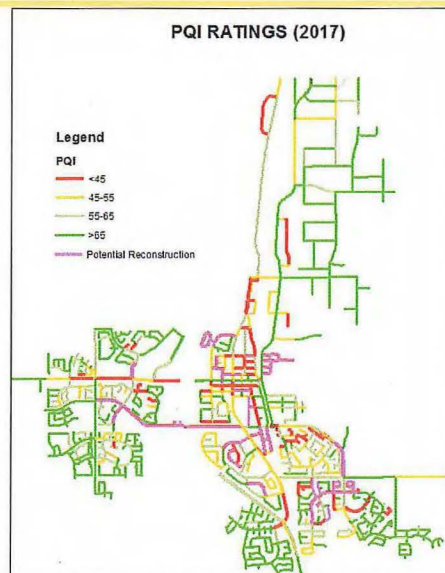 PQI RATINGS (2017)
Legend
PQI
<45
45-55
55-65
>65
Potential Reconstruction